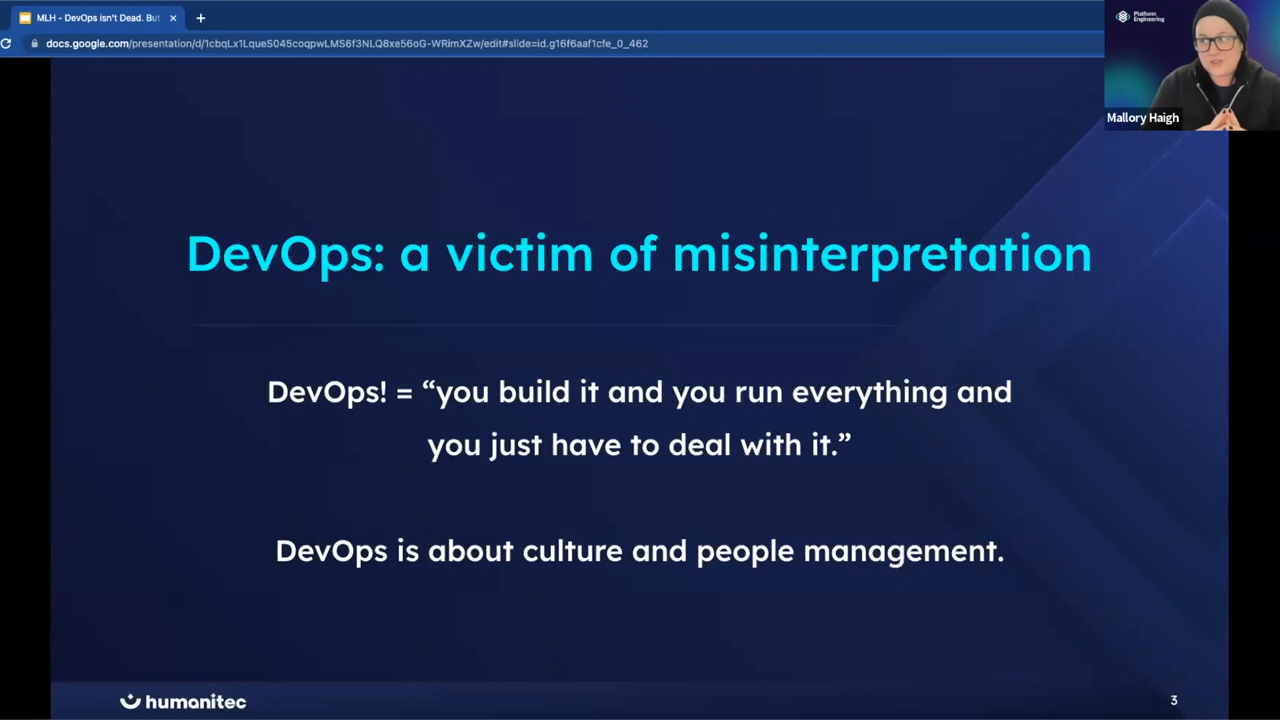 MLH - DevOps isn't Dead. But
docs.google.com/presentation/d/1cbqLx1LqueS045coqpwLMS6f3NLQ8xe56oG-WRimXZw/edit#slide=id.g16f6aaf1cfe_0_462
Platform
Engineering
Mallory Haigh
DevOps: a victim of misinterpretation
DevOps! = “you build it and you run everything and
you just have to deal with it.”
DevOps is about culture and people management.
humanitec
3